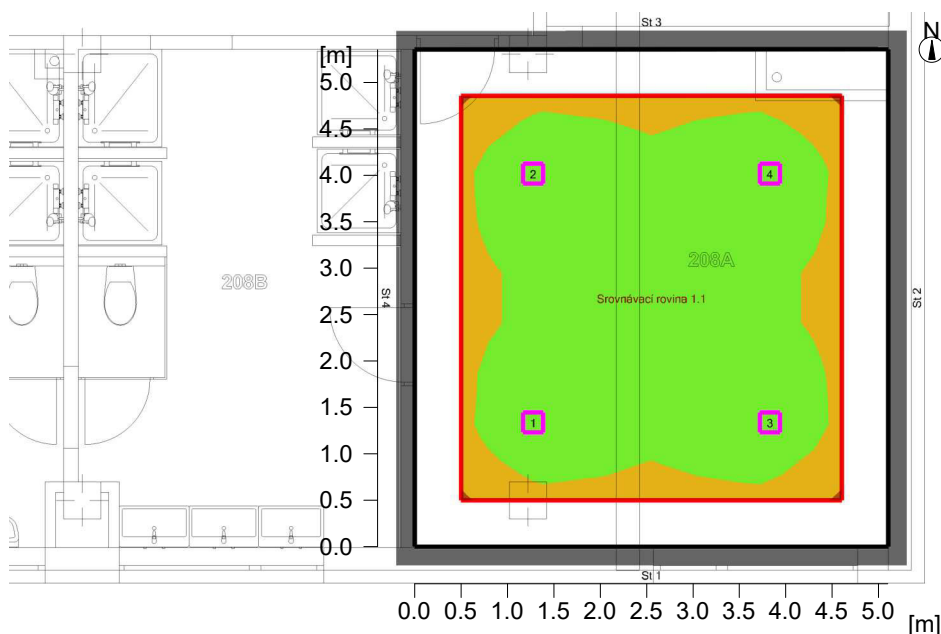 St 3
N
[m]
5.0
4.5
4.0
3.5
3.0
2.5
2.0
1.5
1.0
0.5
0.0
2
4
208A
208B
Srovnávací rovina 1.1
St 4
St 2
1
3
St 1
0.0 0.5 1.0 1.5 2.0 2.5 3.0 3.5 4.0 4.5 5.0
[m]